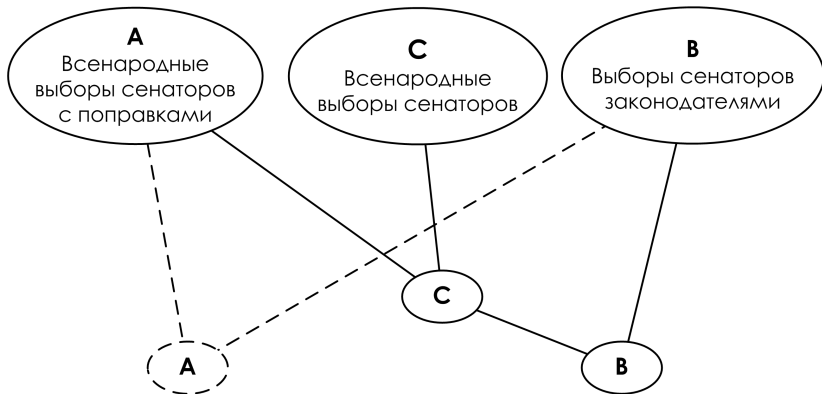 A
Всенародные
выборы сенаторов
с поправками
C
Всенародные
выборы сенаторов
B
Выборы сенаторов
законодателями
C
A
B